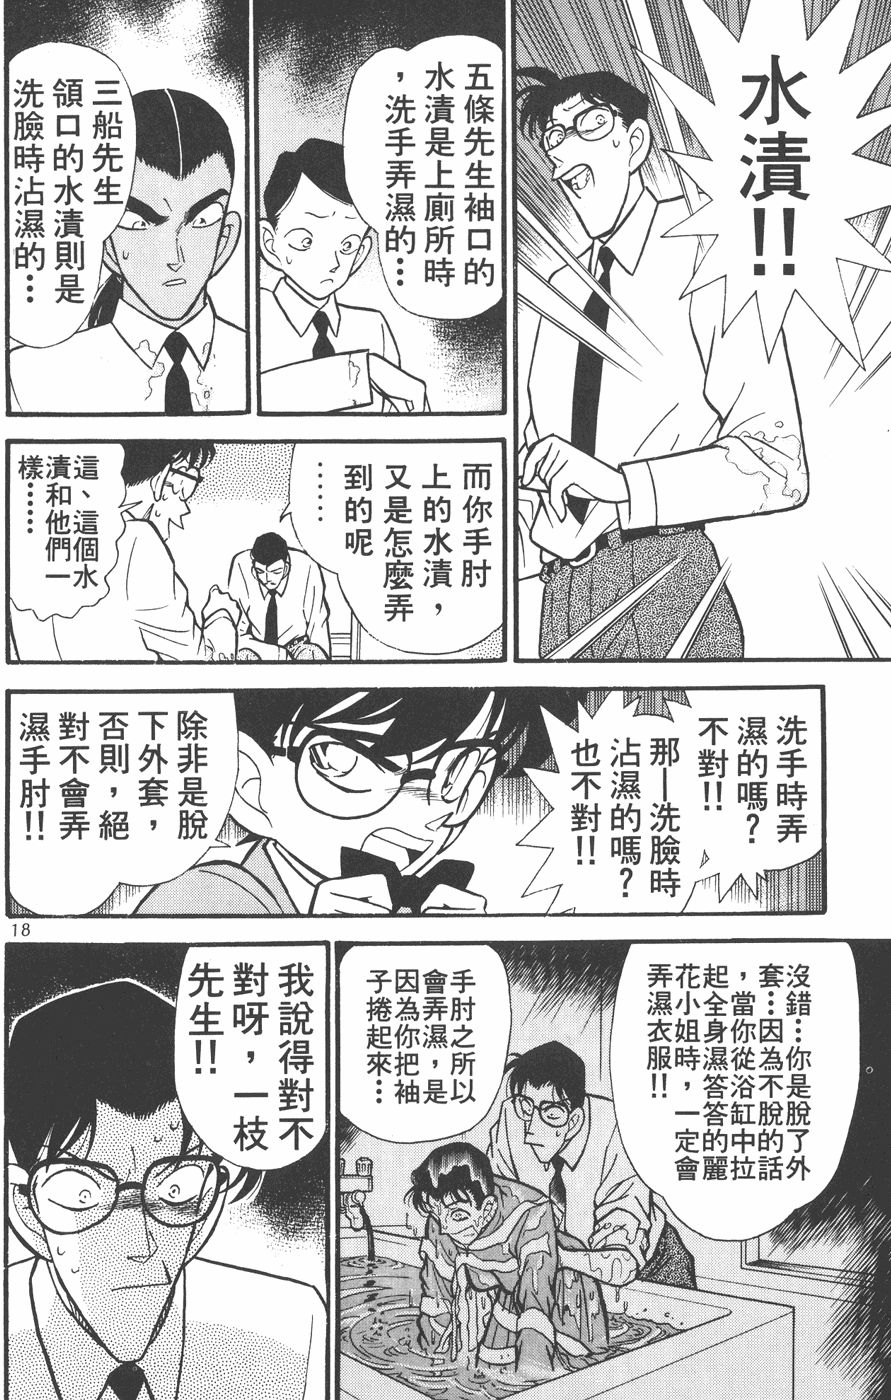 水漬!!
五條先生袖口的
水漬是上廁所時
，洗手弄濕的…
三船先生
領口的水漬則是
洗臉時沾濕的…
而你手肘
上的水漬，
又是怎麼弄
到的呢
……
這、這個水
漬和他們一
樣……
洗手時弄
濕的嗎？
不對!!
那—洗臉時
沾濕的嗎？
也不對!!
除非是脫
下外套，
否則，絕
對不會弄
濕手肘!!
18
沒錯…你是脫了外
套…因為不脫的話
，當你從浴缸中拉
起全身濕答答的麗
花小姐時，一定會
弄濕衣服!!
手肘之所以
會弄濕，是
因為你把袖
子捲起來…
我說得對不
對呀，一枝
先生!!